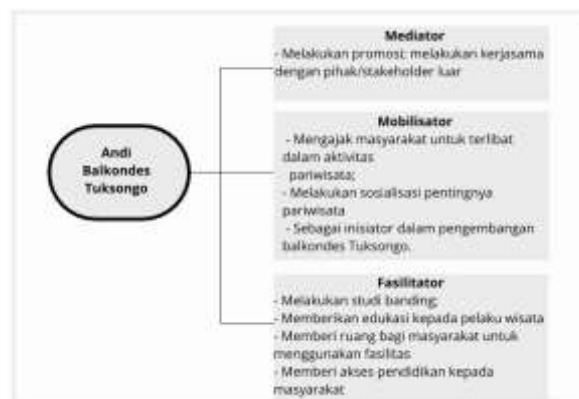 Andi
Balkondes
Tuksongo
Mediator
- Melakukan promosi; melakukan kerjasama
dengan pihak/stakeholder luar
Mobilisator
- Mengajak masyarakat untuk terlibat
dalam aktivitas
pariwisata;
- Melakukan sosialisasi pentingnya
pariwisata
- Sebagai inisiator dalam pengembangan
balkondes Tuksongo.
Fasilitator
- Melakukan studi banding;
- Memberikan edukasi kepada pelaku wisata
- Memberi ruang bagi masyarakat untuk
menggunakan fasilitas
- Memberi akses pendidikan kepada
masyarakat